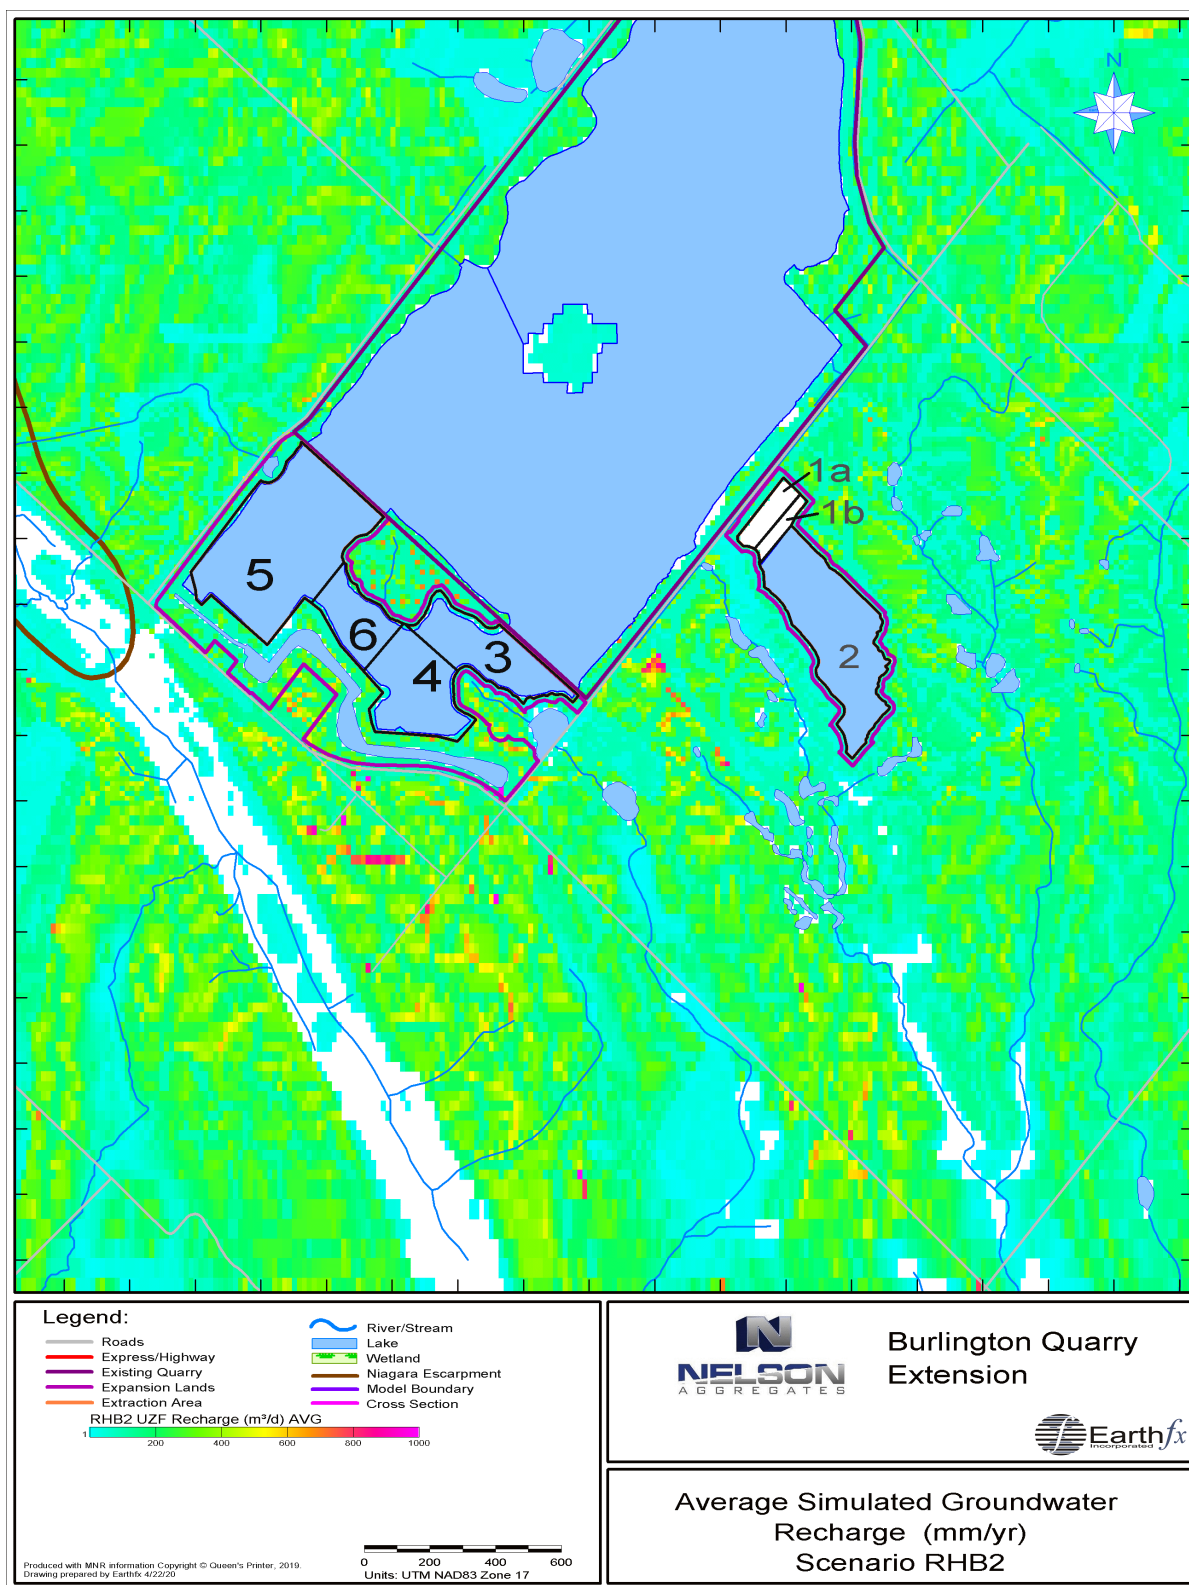 N
1a
1b
5
2
6
3
4
Legend:
Roads
Express/Highway
Existing Quarry
Expansion Lands
Extraction Area
River/Stream
Lake
Wetland
Niagara Escarpment
Model Boundary
Cross Section
RHB2 UZF Recharge (m³/d) AVG
1
200 400 600 800 1000
Produced with MNR information Copyright © Queen's Printer, 2019.
Drawing prepared by Earthfx 4/22/20
0 200 400 600
Units: UTM NAD83 Zone 17
N
NELSON
AGGREGATES
Burlington Quarry
Extension
Earthfx
Incorporated
Average Simulated Groundwater
Recharge (mm/yr)
Scenario RHB2